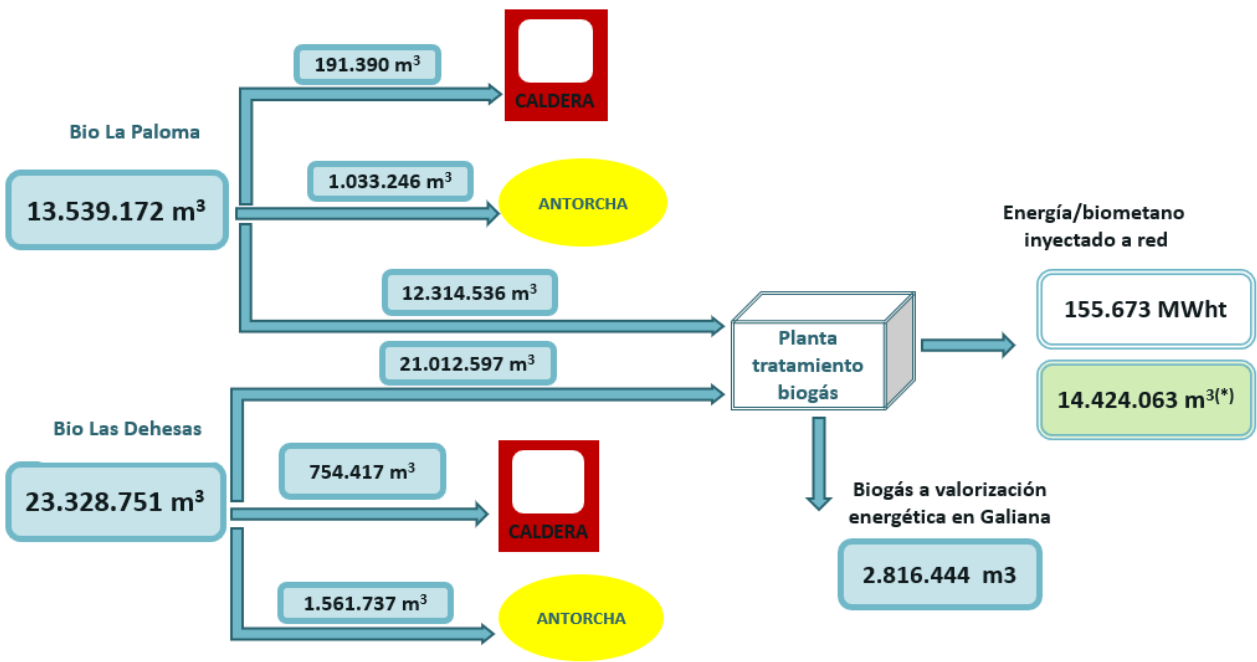 191.390 m³
CALDERA
Bio La Paloma
13.539.172 m³
1.033.246 m³
ANTORCHA
12.314.536 m³
Energía/biometano
inyectado a red
155.673 MWht
14.424.063 m³(*)
Planta
tratamiento
biogás
21.012.597 m³
Bio Las Dehesas
23.328.751 m³
754.417 m³
CALDERA
1.561.737 m³
ANTORCHA
Biogás a valorización
energética en Galiana
2.816.444 m3